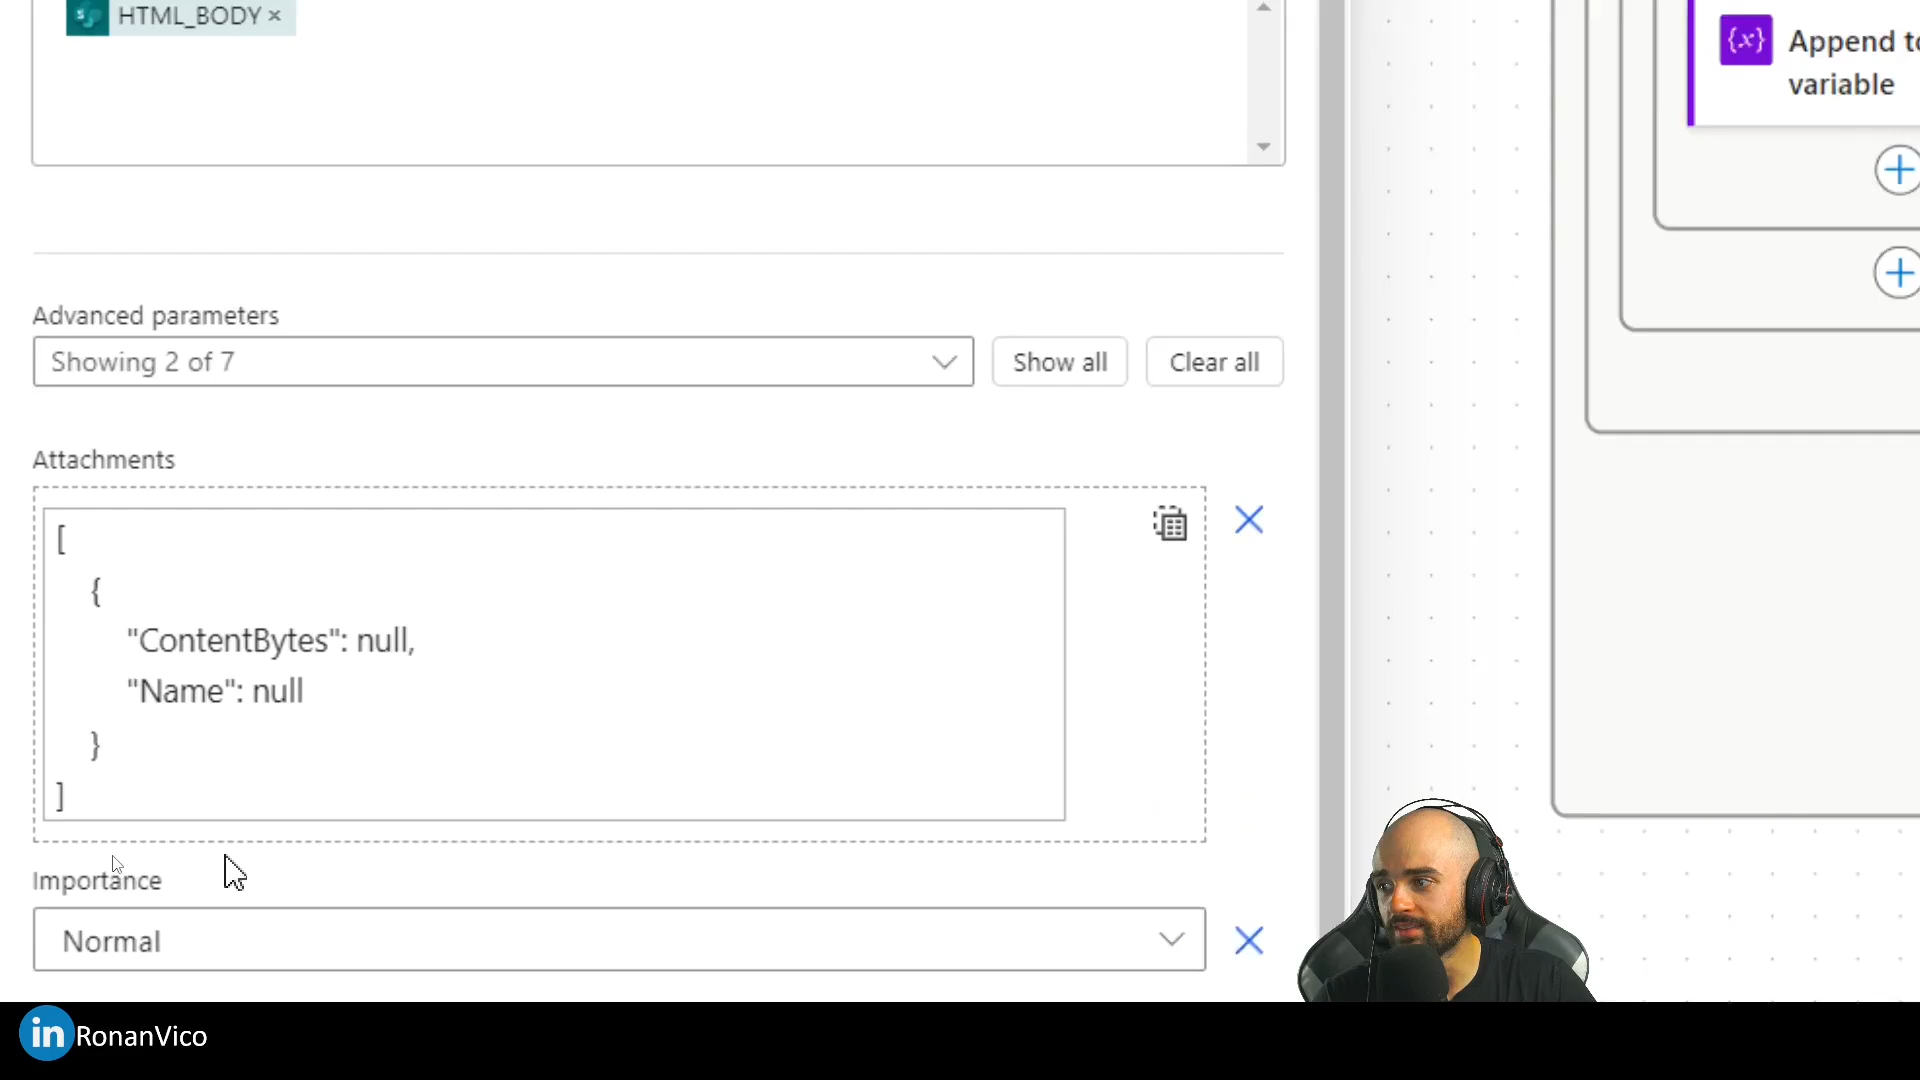 HTML_BODY ×
{x} Append to
variable
Advanced parameters
Showing 2 of 7
Show all
Clear all
Attachments
[
{
"ContentBytes": null,
"Name": null
}
]
Importance
Normal
in RonanVico